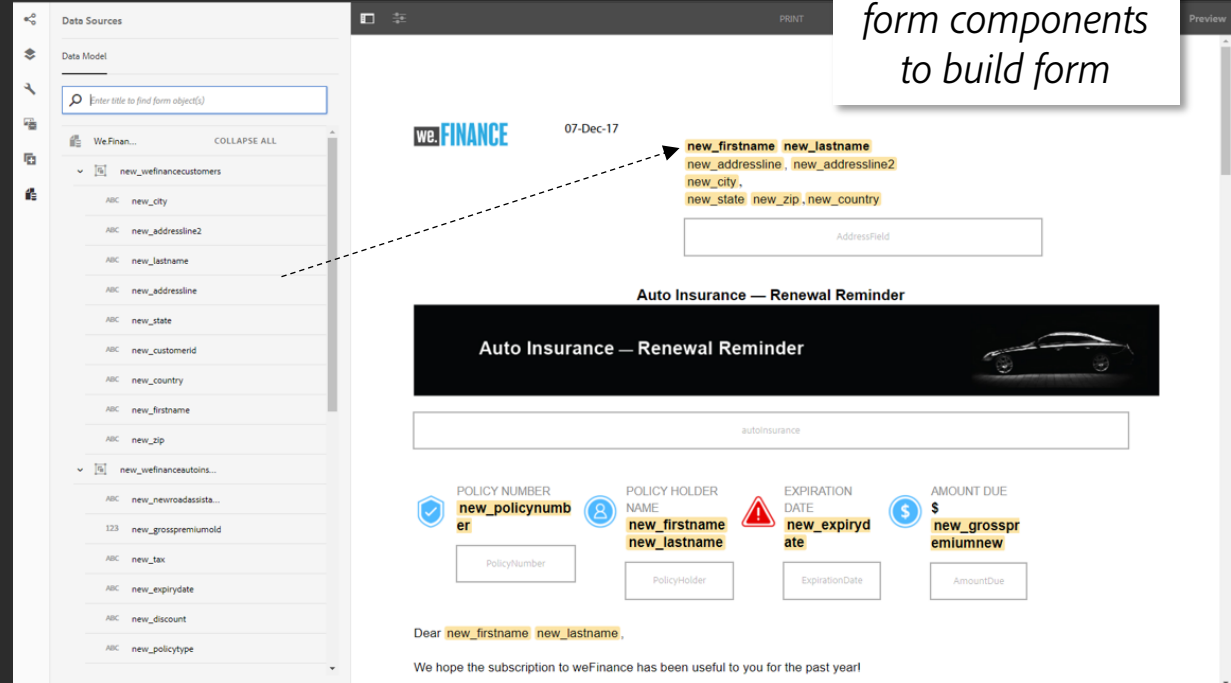 form components
to build form
PRINT
Preview
Data Sources
Data Model
Enter title to find form object(s)
We.Finan...
COLLAPSE ALL
new_wefinancecustomers
ABC new_city
ABC new_addressline2
ABC new_lastname
ABC new_addressline
ABC new_state
ABC new_customerid
ABC new_country
ABC new_firstname
ABC new_zip
new_wefinanceautoins...
ABC new_newroadassista...
123 new_grosspremiumold
ABC new_tax
ABC new_expirydate
ABC new_discount
ABC new_policytype
we.FINANCE
07-Dec-17
new_firstname new_lastname
new_addressline, new_addressline2
new_city,
new_state new_zip, new_country
AddressField
Auto Insurance — Renewal Reminder
Auto Insurance — Renewal Reminder
autoInsurance
POLICY NUMBER
new_policynumb
er
PolicyNumber
POLICY HOLDER
NAME
new_firstname
new_lastname
PolicyHolder
EXPIRATION
DATE
new_expiryd
ate
ExpirationDate
$
AMOUNT DUE
$
new_grosspr
emiumnew
AmountDue
Dear new_firstname new_lastname,
We hope the subscription to weFinance has been useful to you for the past year!